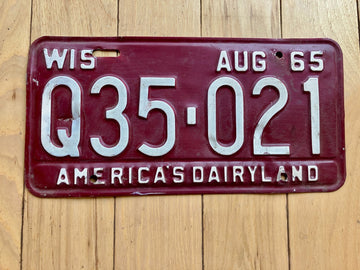 WIS AUG 65
Q35-021
AMERICA'S DAIRYLAND